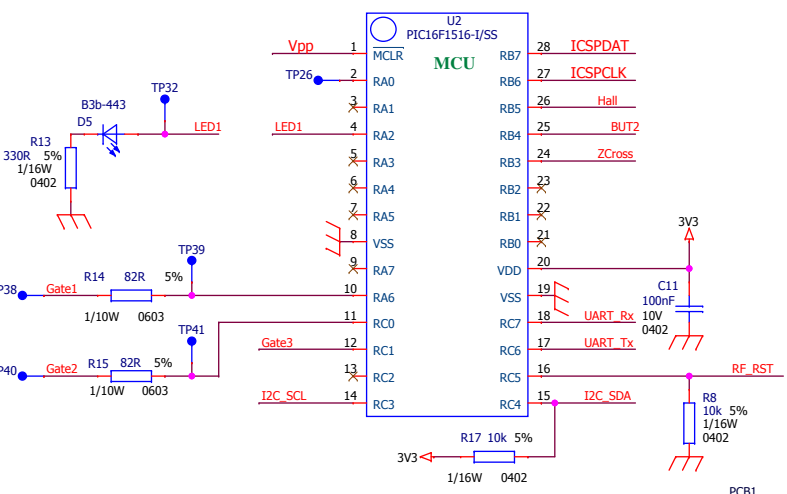 U2
PIC16F1516-I/SS
MCU
Vpp 1 MCLR RB7 28 ICSPDAT
TP26 2 RA0 RB6 27 ICSPCLK
3 RA1 RB5 26 Hall
LED1 4 RA2 RB4 25 BUT2
5 RA3 RB3 24 ZCross
6 RA4 RB2 23
7 RA5 RB1 22
8 VSS RB0 21
9 RA7 VDD 20
10 RA6 VSS 19
11 RC0 RC7 18 UART_Rx
Gate3 12 RC1 RC6 17 UART_Tx
13 RC2 RC5 16 RF_RST
I2C_SCL 14 RC3 RC4 15 I2C_SDA
TP32
B3b-443
D5
LED1
R13
330R 5%
1/16W
0402
TP39
R14 82R 5%
P38 Gate1
1/10W 0603
TP41
R15 82R 5%
P40 Gate2
1/10W 0603
3V3
C11
100nF
10V
0402
R8
10k 5%
1/16W
0402
R17 10k 5%
3V3
1/16W 0402
PCB1